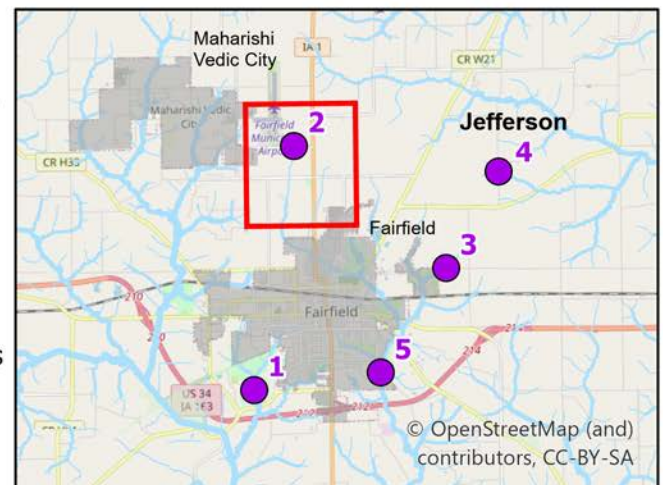 Maharishi
Vedic City
IA 1
CR W21
Maharishi Vedic
City
Fairfield
Municipal
Airport
2
Jefferson
4
CR H33
Fairfield
3
210
Fairfield
5
214
1
US 34
IA 163
212
© OpenStreetMap (and)
contributors, CC-BY-SA